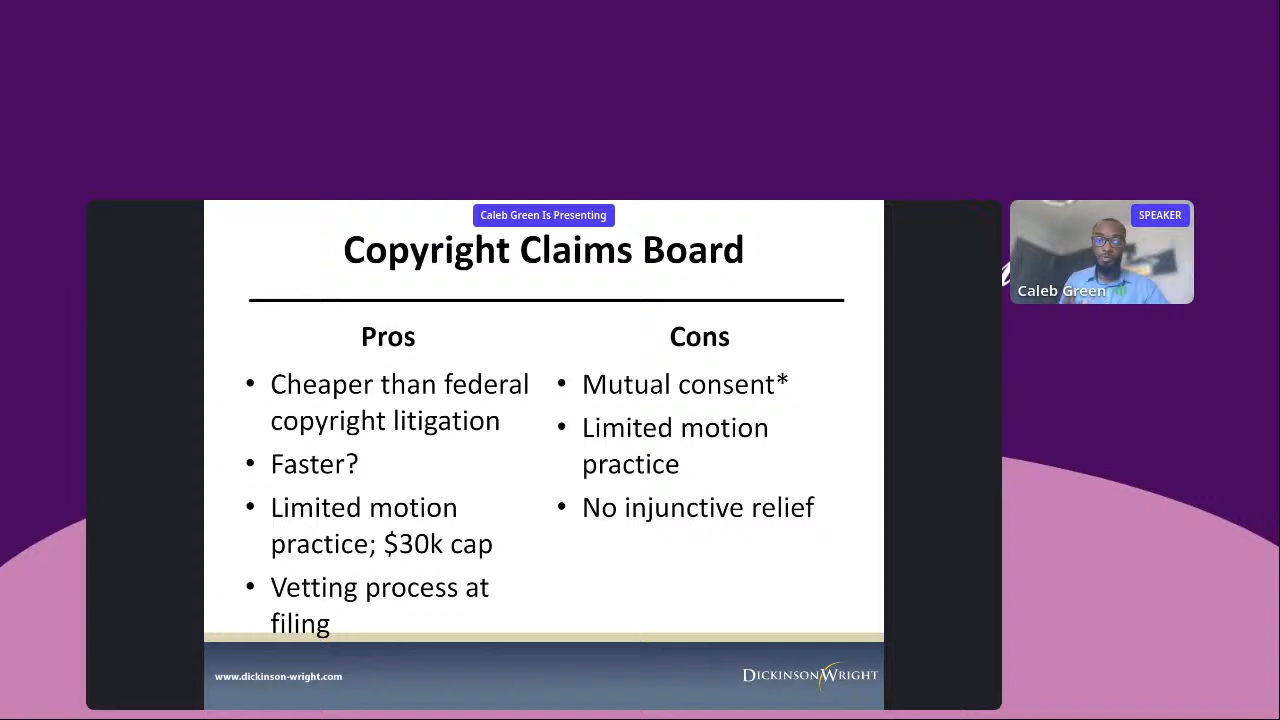 Caleb Green Is Presenting
SPEAKER
Caleb Green
Copyright Claims Board
Pros
• Cheaper than federal
copyright litigation
• Faster?
• Limited motion
practice; $30k cap
• Vetting process at
filing
Cons
• Mutual consent*
• Limited motion
practice
• No injunctive relief
www.dickinson-wright.com
DICKINSON WRIGHT